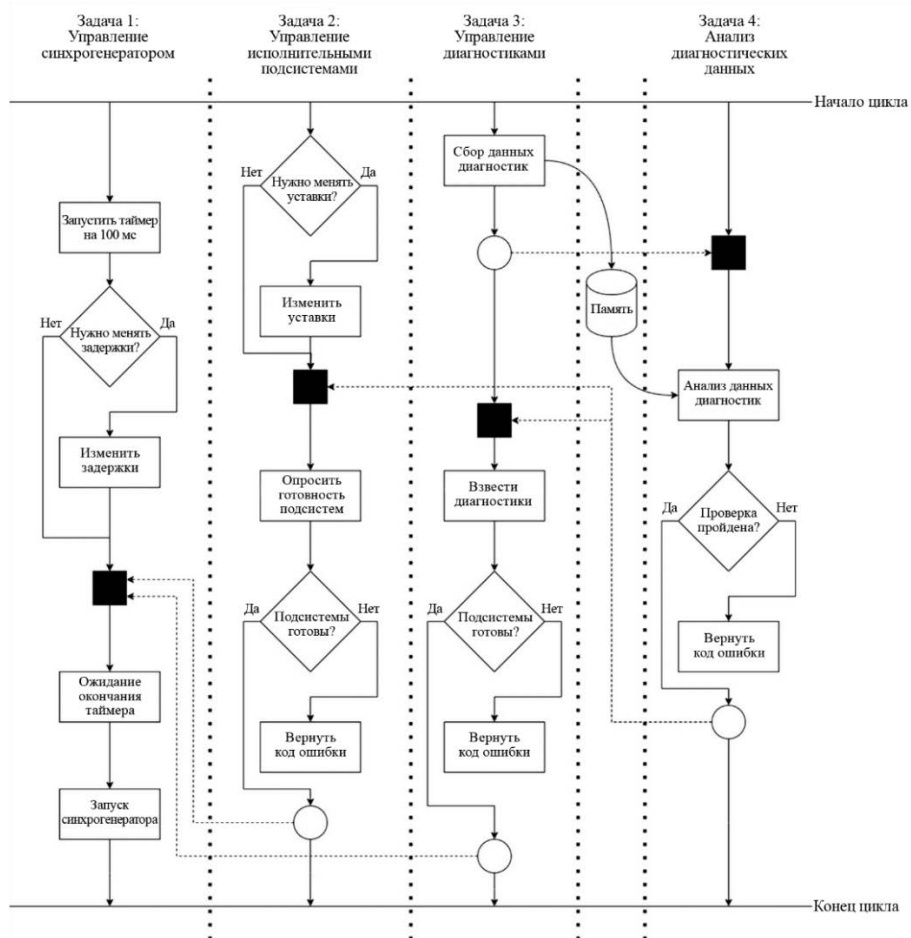 Задача 1:
Управление
синхрогенератором
Задача 2:
Управление
исполнительными
подсистемами
Задача 3:
Управление
диагностиками
Задача 4:
Анализ
диагностических
данных
Начало цикла
Запустить таймер
на 100 мс
Нет
Да
Нужно менять
задержки?
Изменить
задержки
Ожидание
окончания
таймера
Запуск
синхрогенератора
Нет
Да
Нужно менять
уставки?
Изменить
уставки
Опросить
готовность
подсистем
Да
Нет
Подсистемы
готовы?
Вернуть
код ошибки
Сбор данных
диагностик
Память
Взвести
диагностики
Да
Нет
Подсистемы
готовы?
Вернуть
код ошибки
Анализ данных
диагностик
Да
Нет
Проверка
пройдена?
Вернуть
код ошибки
Конец цикла